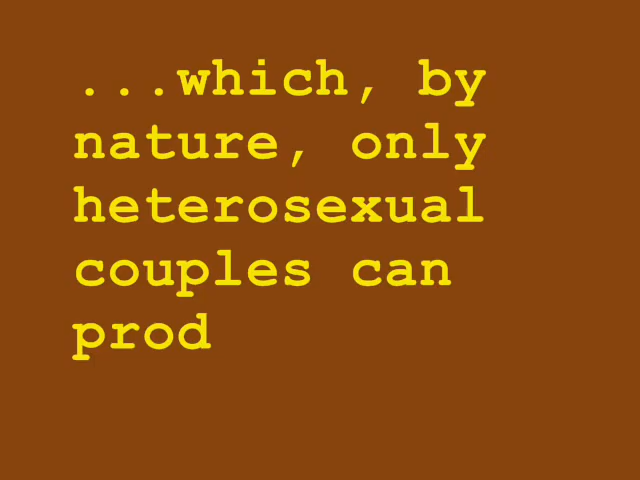 ...which, by
nature, only
heterosexual
couples can
prod